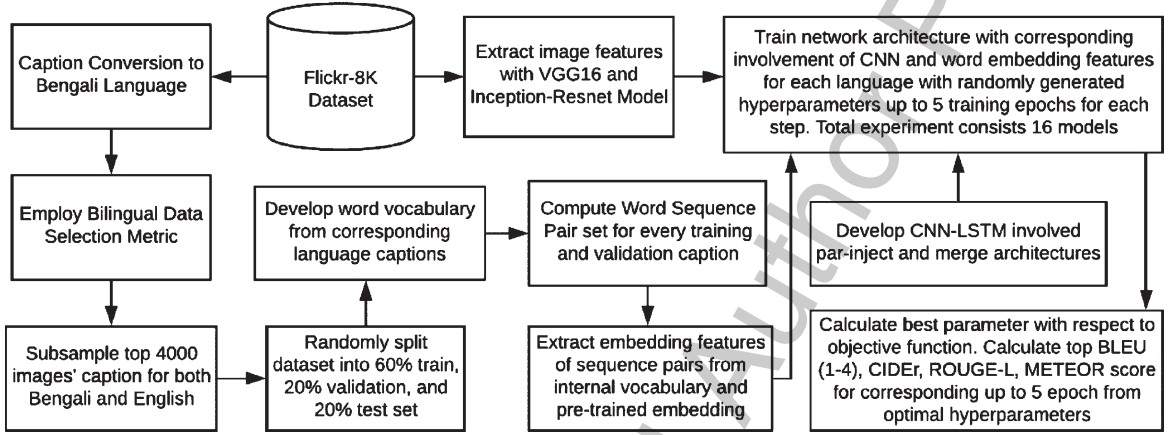 Caption Conversion to
Bengali Language
Flickr-8K
Dataset
Extract image features
with VGG16 and
Inception-Resnet Model
Train network architecture with corresponding
involvement of CNN and word embedding features
for each language with randomly generated
hyperparameters up to 5 training epochs for each
step. Total experiment consists 16 models
Employ Bilingual Data
Selection Metric
Develop word vocabulary
from corresponding
language captions
Compute Word Sequence
Pair set for every training
and validation caption
Develop CNN-LSTM involved
par-inject and merge architectures
Subsample top 4000
images' caption for both
Bengali and English
Randomly split
dataset into 60% train,
20% validation, and
20% test set
Extract embedding features
of sequence pairs from
internal vocabulary and
pre-trained embedding
Calculate best parameter with respect to
objective function. Calculate top BLEU
(1-4), CIDEr, ROUGE-L, METEOR score
for corresponding up to 5 epoch from
optimal hyperparameters
Author